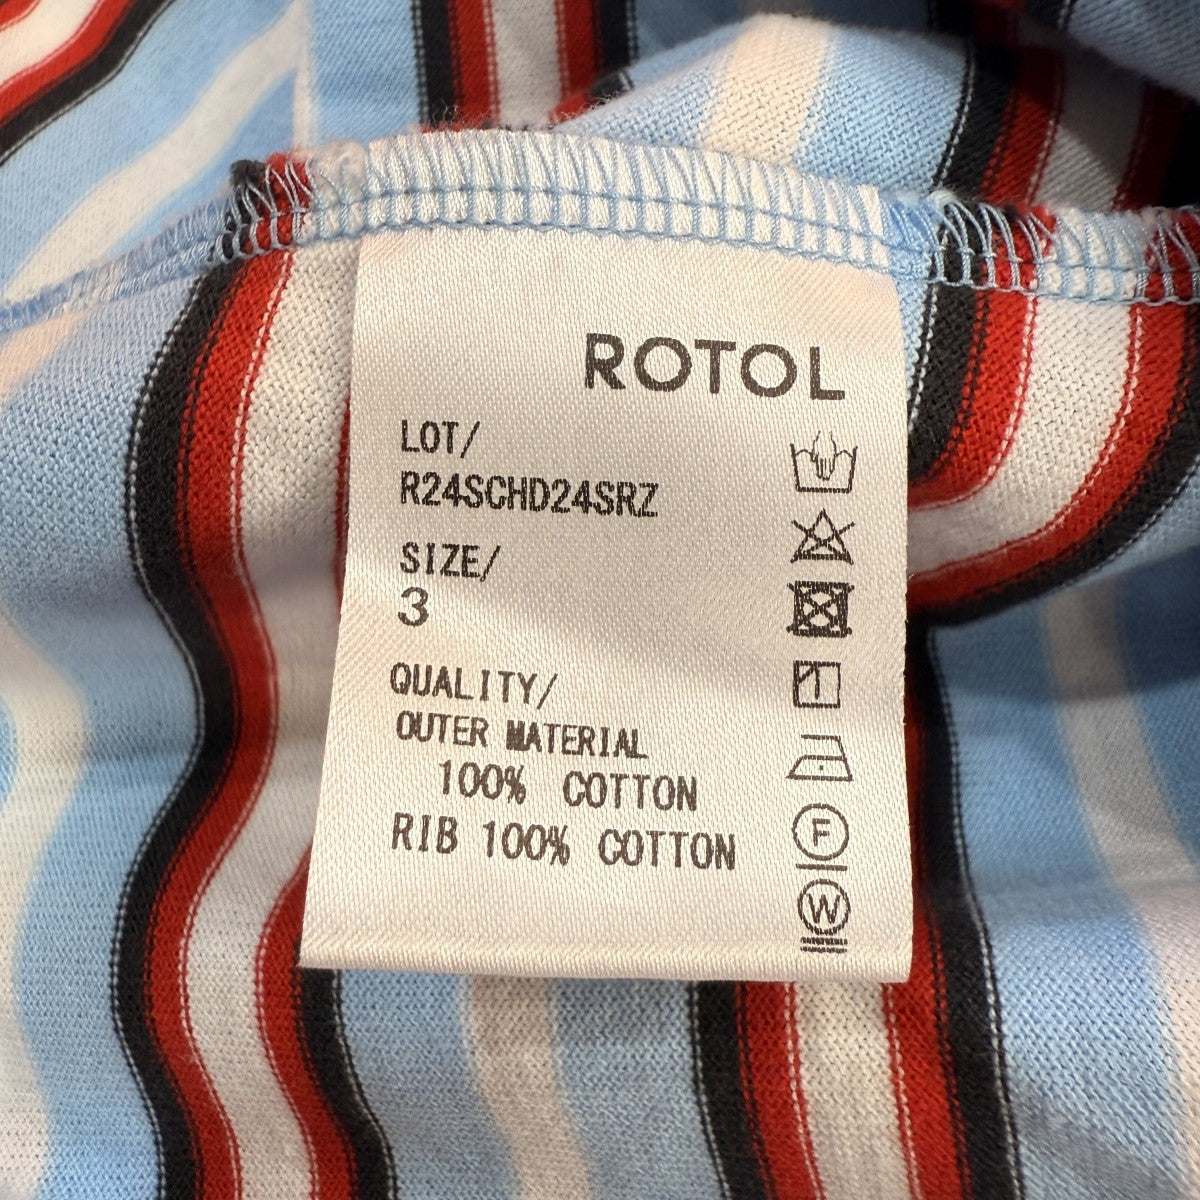 ROTOL
LOT/
R24SCHD24SRZ
SIZE/
3
QUALITY/
OUTER MATERIAL
100% COTTON
RIB 100% COTTON
F
W